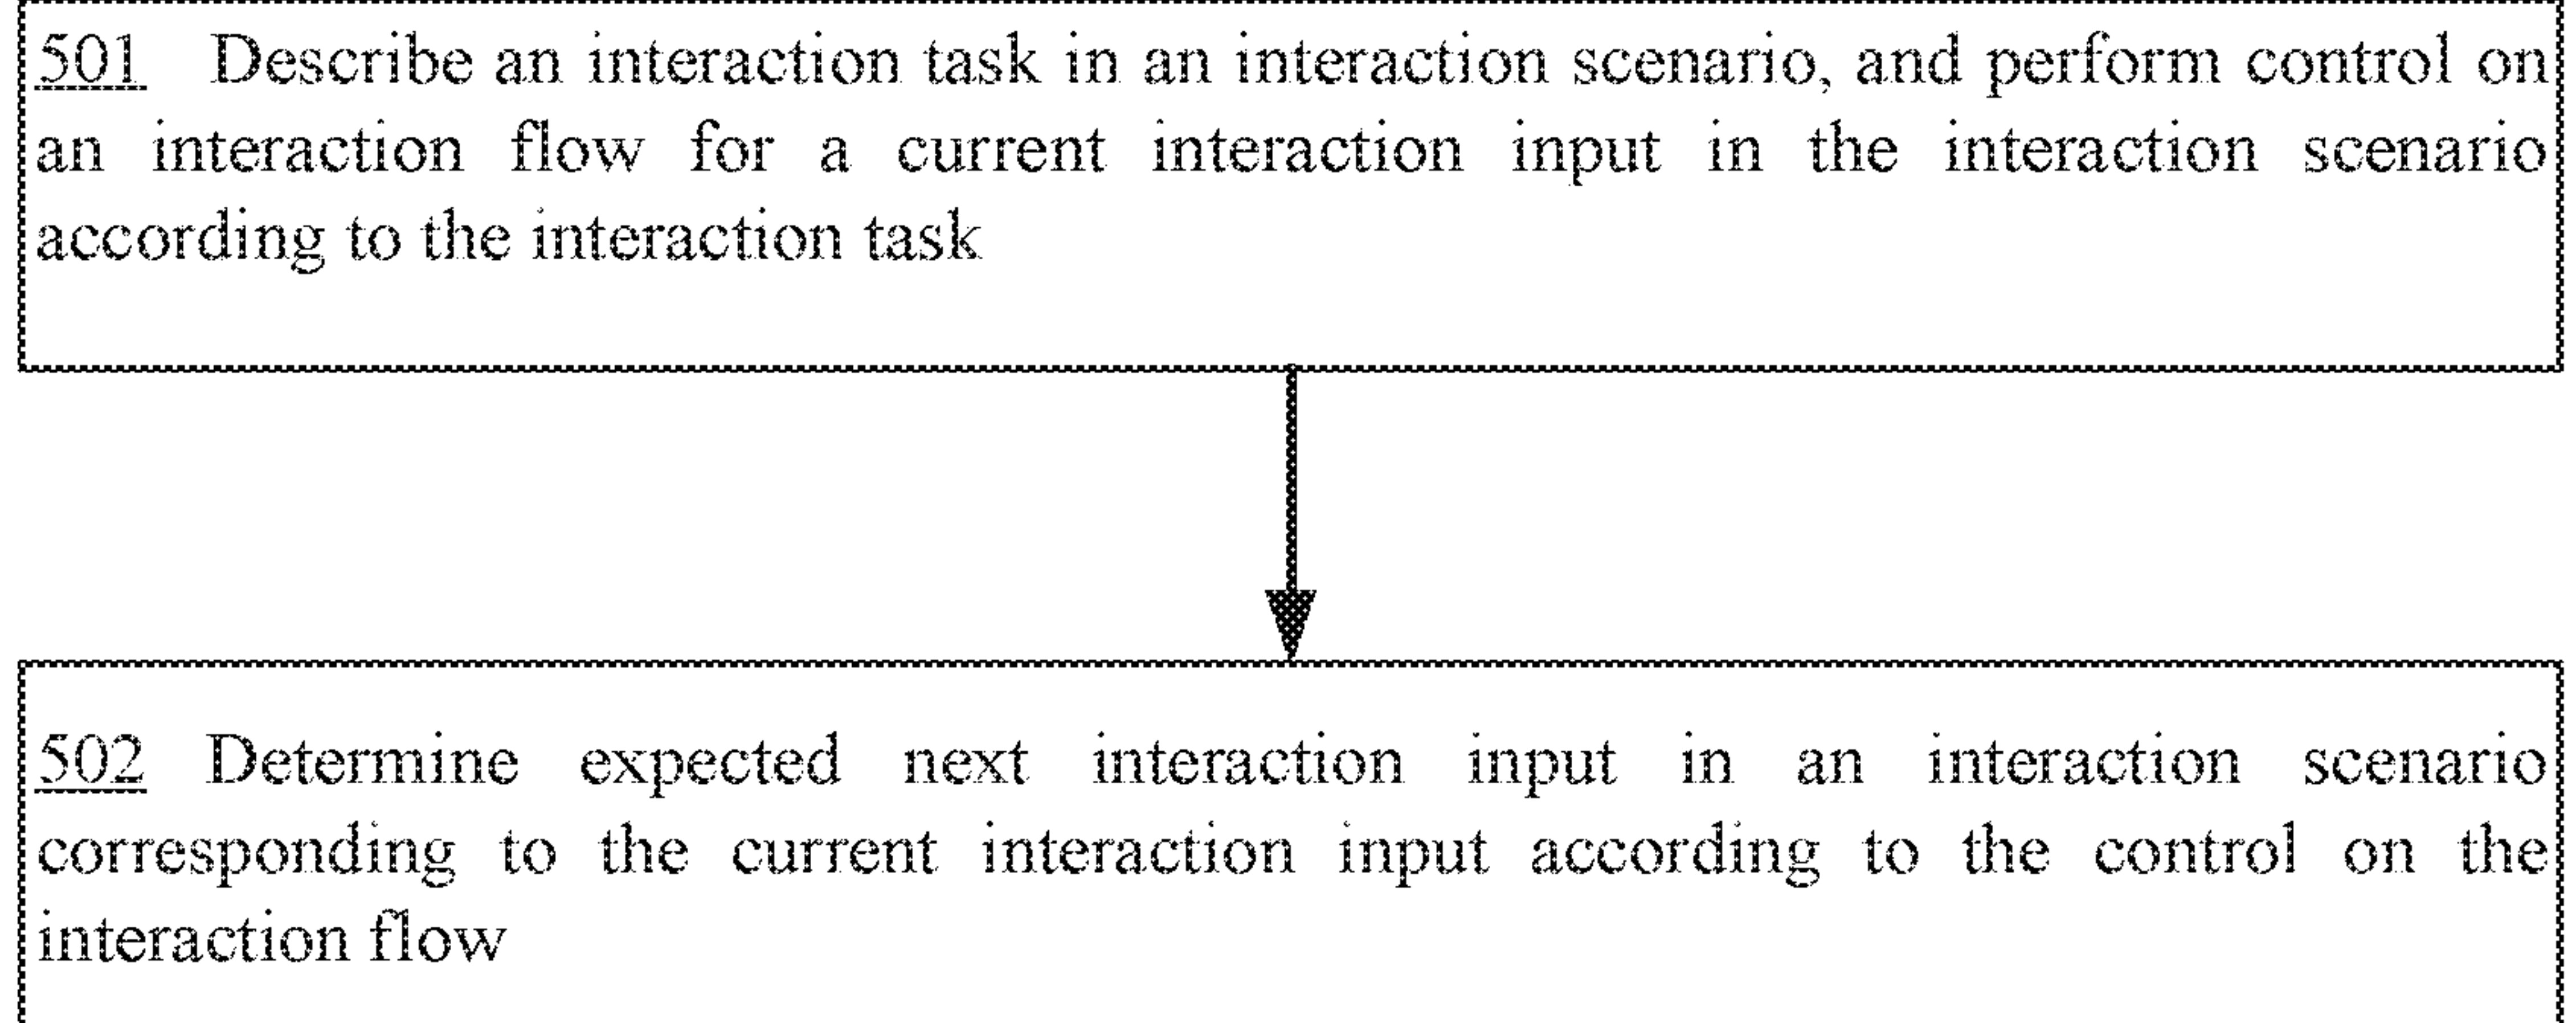 501 Describe an interaction task in an interaction scenario, and perform control on
an interaction flow for a current interaction input in the interaction scenario
according to the interaction task
502 Determine expected next interaction input in an interaction scenario
corresponding to the current interaction input according to the control on the
interaction flow